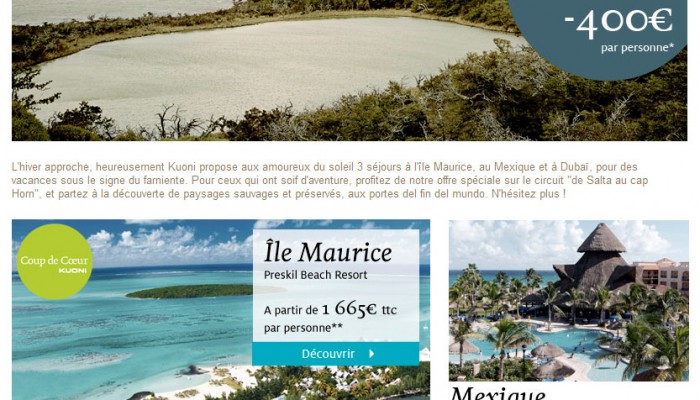 -400€
par personne*
L'hiver approche, heureusement Kuoni propose aux amoureux du soleil 3 séjours à l'île Maurice, au Mexique et à Dubaï, pour des
vacances sous le signe du farniente. Pour ceux qui ont soif d'aventure, profitez de notre offre spéciale sur le circuit "de Salta au cap
Horn", et partez à la découverte de paysages sauvages et préservés, aux portes del fin del mundo. N'hésitez plus !
Coup de Cœur
KUONI
Île Maurice
Preskil Beach Resort
A partir de 1 665€ ttc
par personne**
Découvrir
Mexique